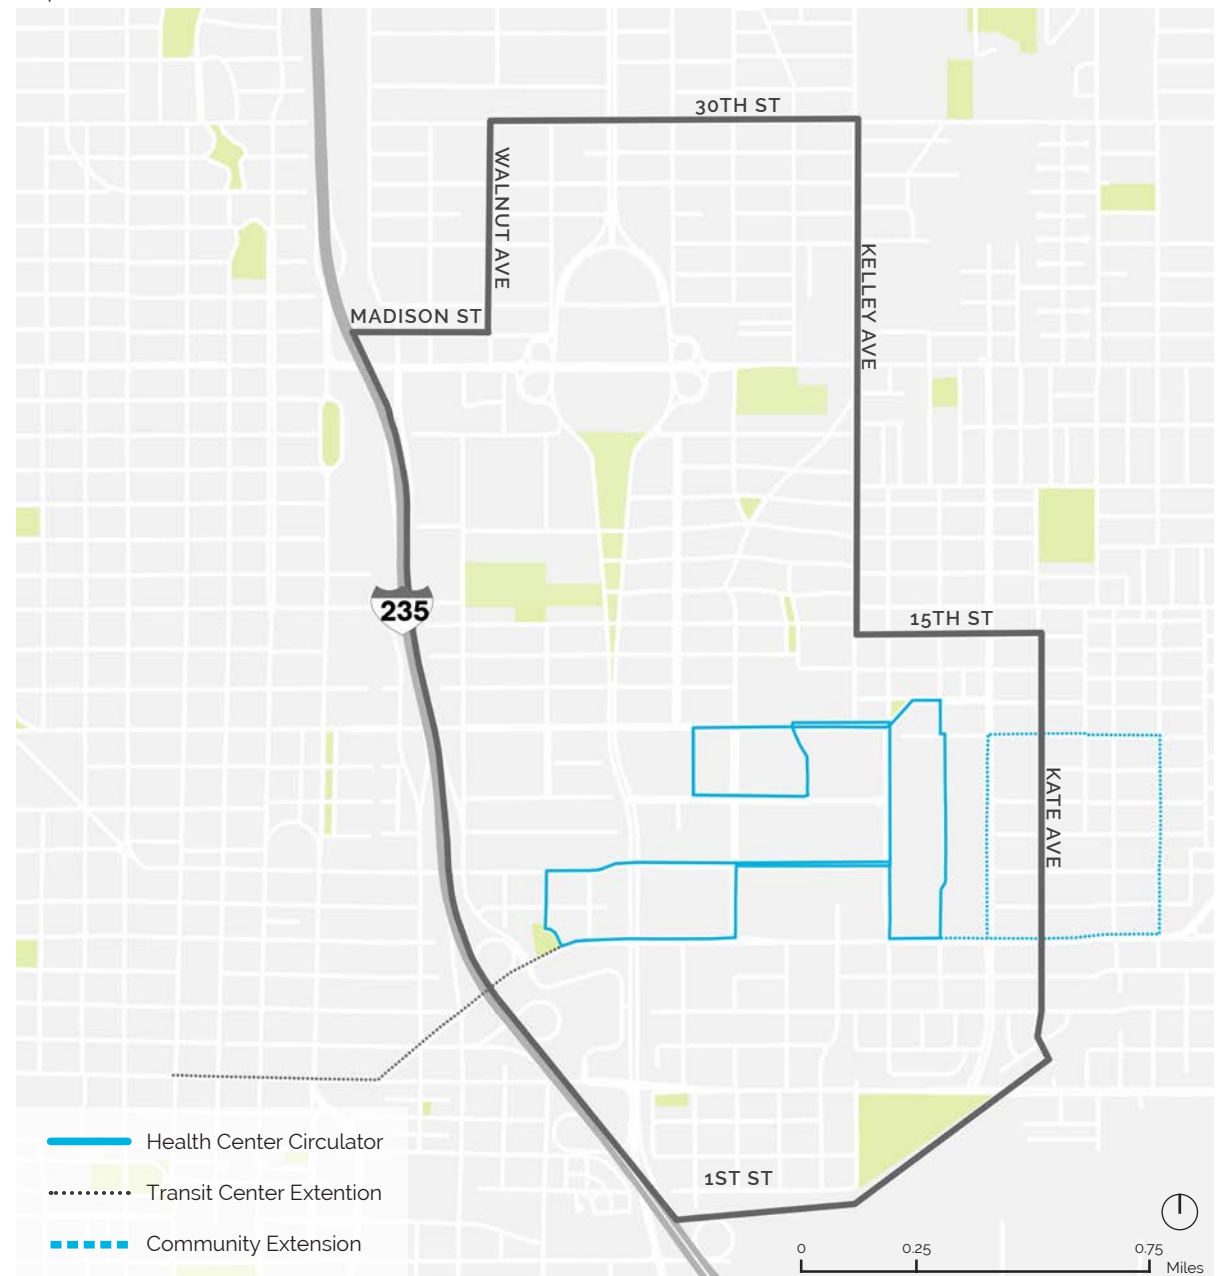 30TH ST
WALNUT AVE
KELLEY AVE
MADISON ST
235
15TH ST
KATE AVE
1ST ST
Health Center Circulator
Transit Center Extention
Community Extension
0 0.25 0.75
Miles